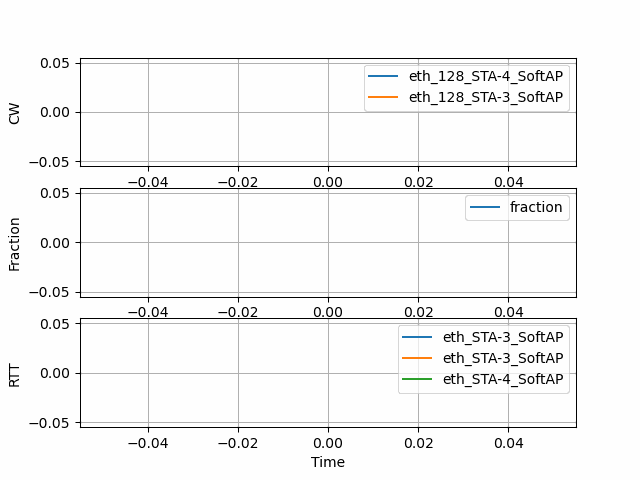 0.05
eth_128_STA-4_SoftAP
eth_128_STA-3_SoftAP
CW
0.00
−0.05
−0.04 −0.02 0.00 0.02 0.04
0.05
fraction
Fraction
0.00
−0.05
−0.04 −0.02 0.00 0.02 0.04
0.05
eth_STA-3_SoftAP
eth_STA-3_SoftAP
eth_STA-4_SoftAP
RTT
0.00
−0.05
−0.04 −0.02 0.00 0.02 0.04
Time